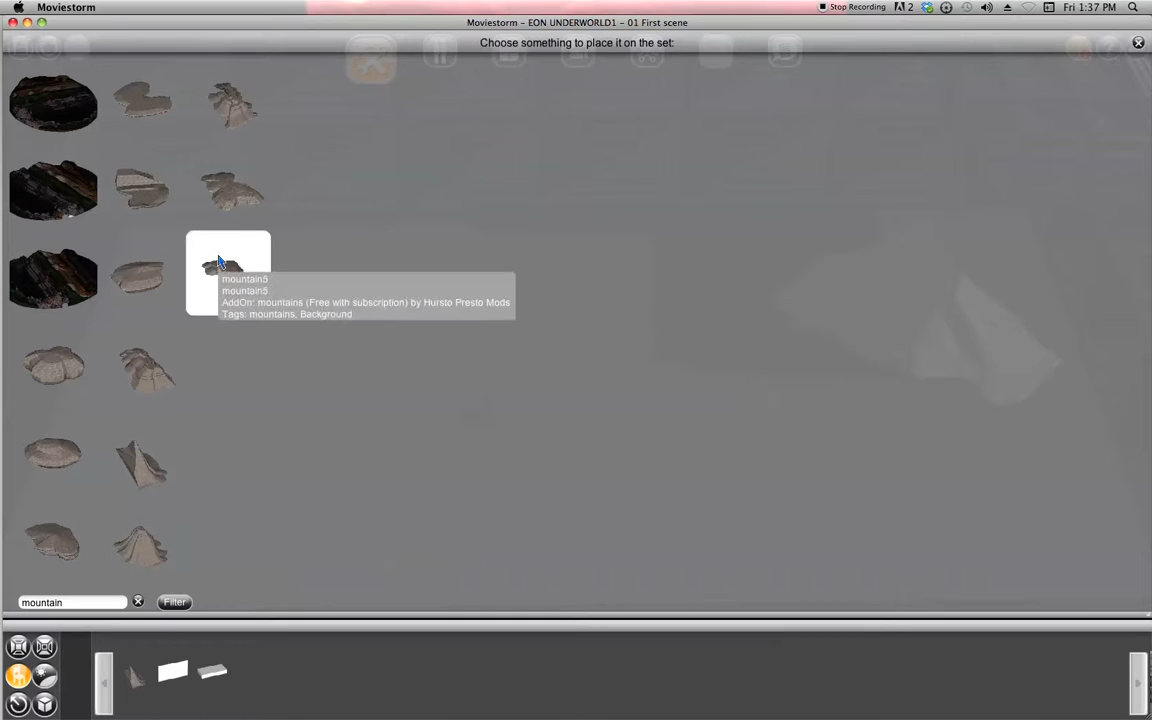 Moviestorm
Stop Recording
2
Fri 1:37 PM
Moviestorm - EON UNDERWORLD1 - 01 First scene
Choose something to place it on the set:
mountain5
mountain5
AddOn: mountains (Free with subscription) by Hursto Presto Mods
Tags: mountains, Background
mountain
Filter